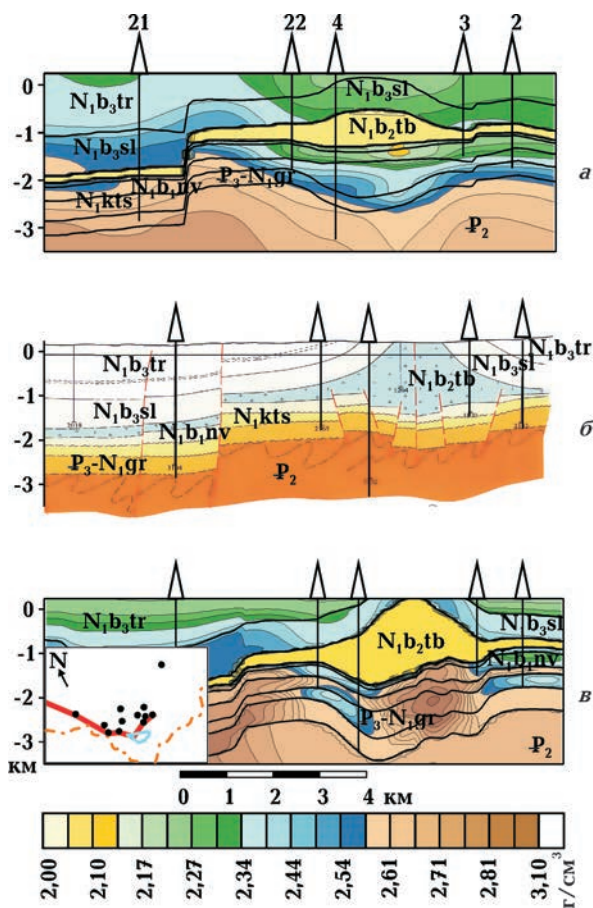 21 22 4 3 2
0
N₁b₃tr
N₁b₃sl
-1
N₁b₂tb
N₁b₃sl
P₃-N₁gr
-2
N₁b₁nv
N₁kts
а
-3
P₂
0
N₁b₃tr
N₁b₃tr
N₁b₃sl
N₁b₂tb
-1
N₁b₃sl
N₁kts
N₁b₁nv
б
-2
P₃-N₁gr
P₂
-3
0
N₁b₃tr
N₁b₃sl
N₁b₂tb
-1
N₁b₁nv
N
в
-2
P₃-N₁gr
P₂
-3
км
0 1 2 3 4 км
2,00 2,10 2,17 2,27 2,34 2,44 2,54 2,61 2,71 2,81 3,10 г/см³